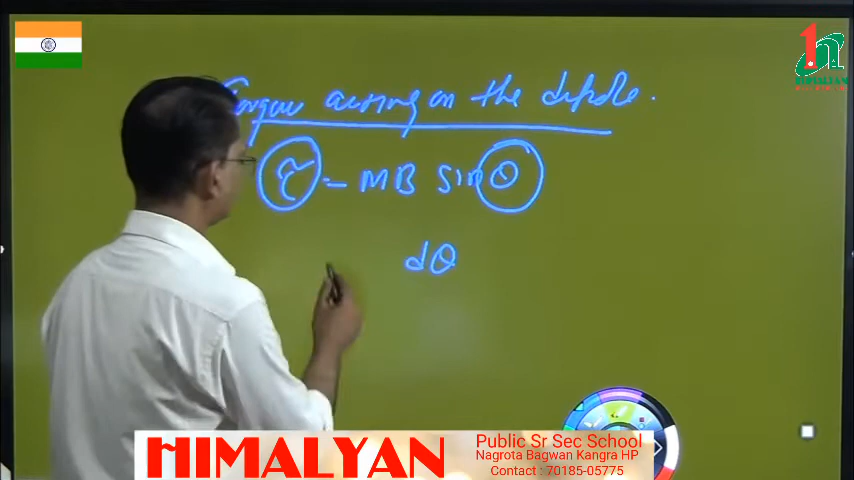 Torque acting on the dipole.
τ = MB Sin θ
dθ
HIMALYAN
HIMALYAN
Public Sr Sec School
Nagrota Bagwan Kangra HP
Contact : 70185-05775